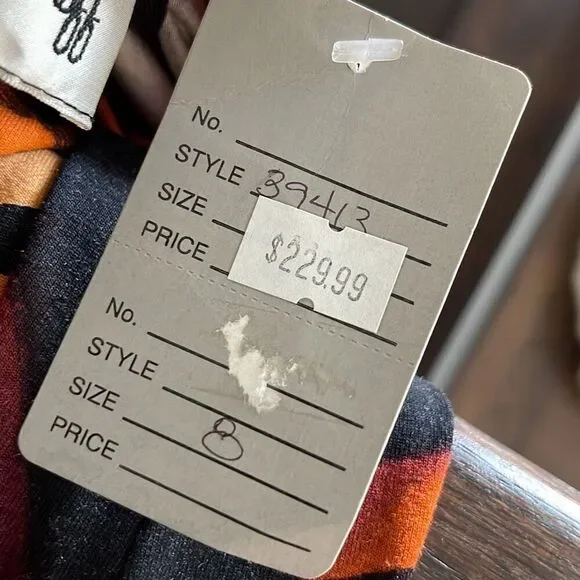 No.
STYLE 39413
SIZE
PRICE $229.99
No.
STYLE
SIZE 8
PRICE